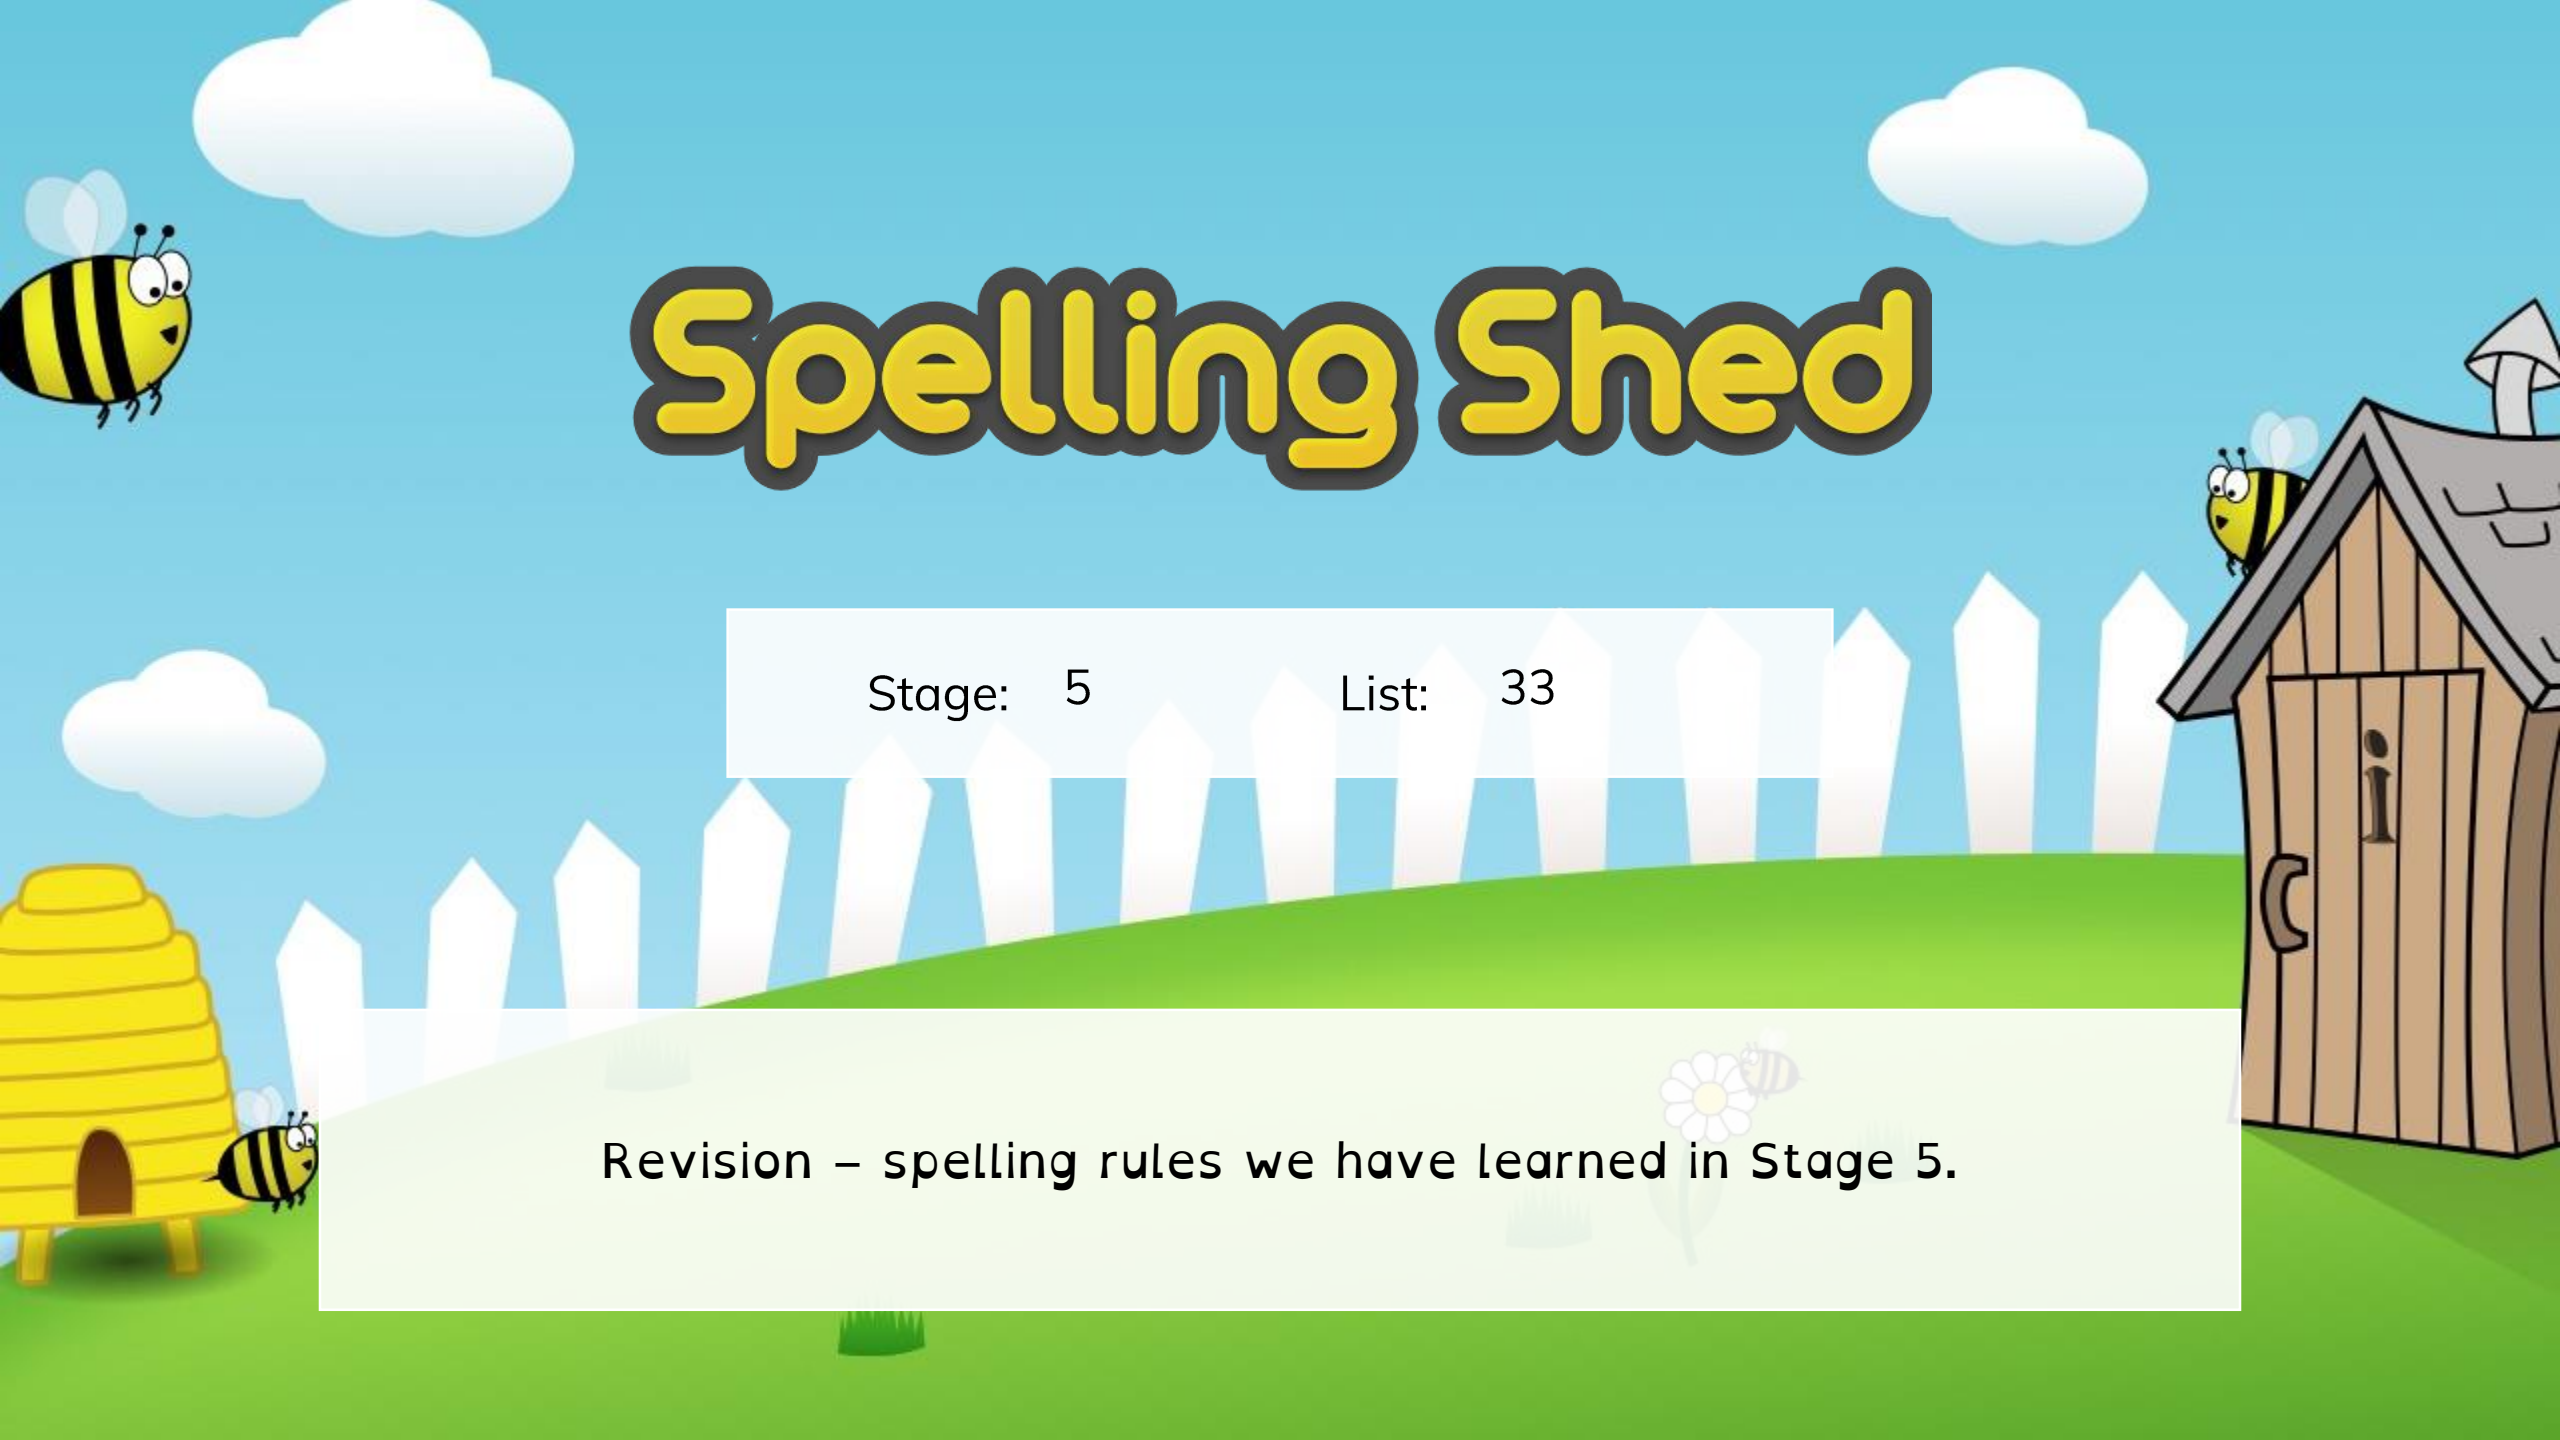 Spelling Shed
Stage: 5 List: 33
i
Revision – spelling rules we have learned in Stage 5.